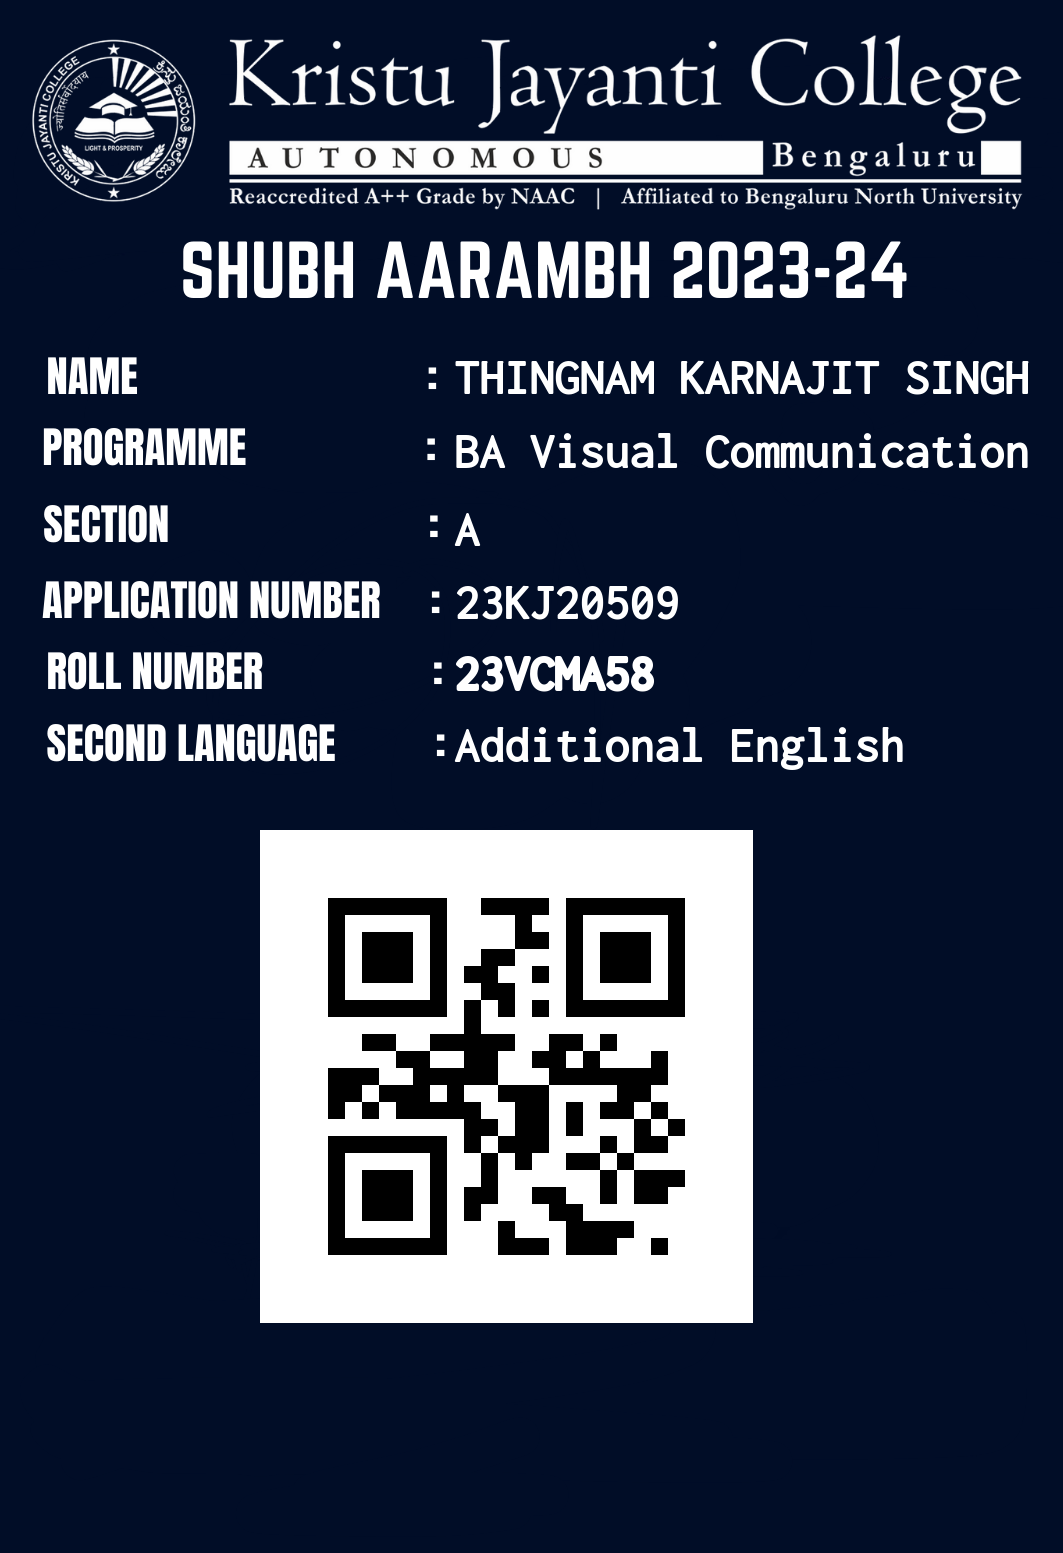 Kristu Jayanti College
AUTONOMOUS Bengaluru
Reaccredited A++ Grade by NAAC | Affiliated to Bengaluru North University
KRISTU JAYANTI COLLEGE
LIGHT & PROSPERITY
SHUBH AARAMBH 2023-24
NAME : THINGNAM KARNAJIT SINGH
PROGRAMME : BA Visual Communication
SECTION : A
APPLICATION NUMBER : 23KJ20509
ROLL NUMBER : 23VCMA58
SECOND LANGUAGE : Additional English